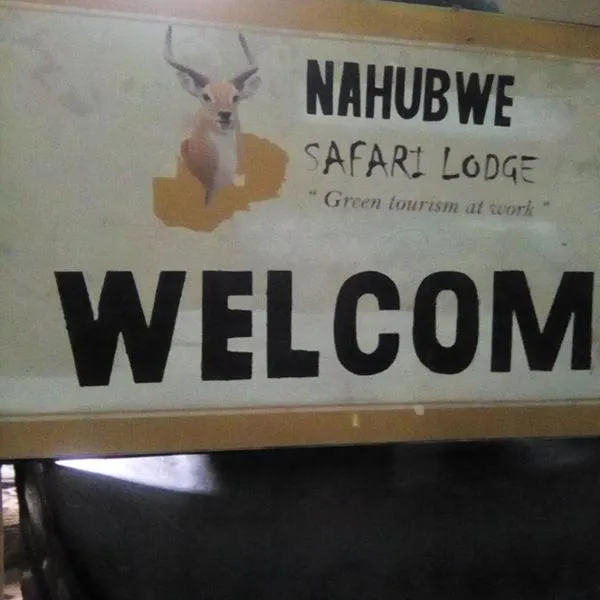 NAHUBWE
SAFARI LODGE
"Green tourism at work"
WELCOM